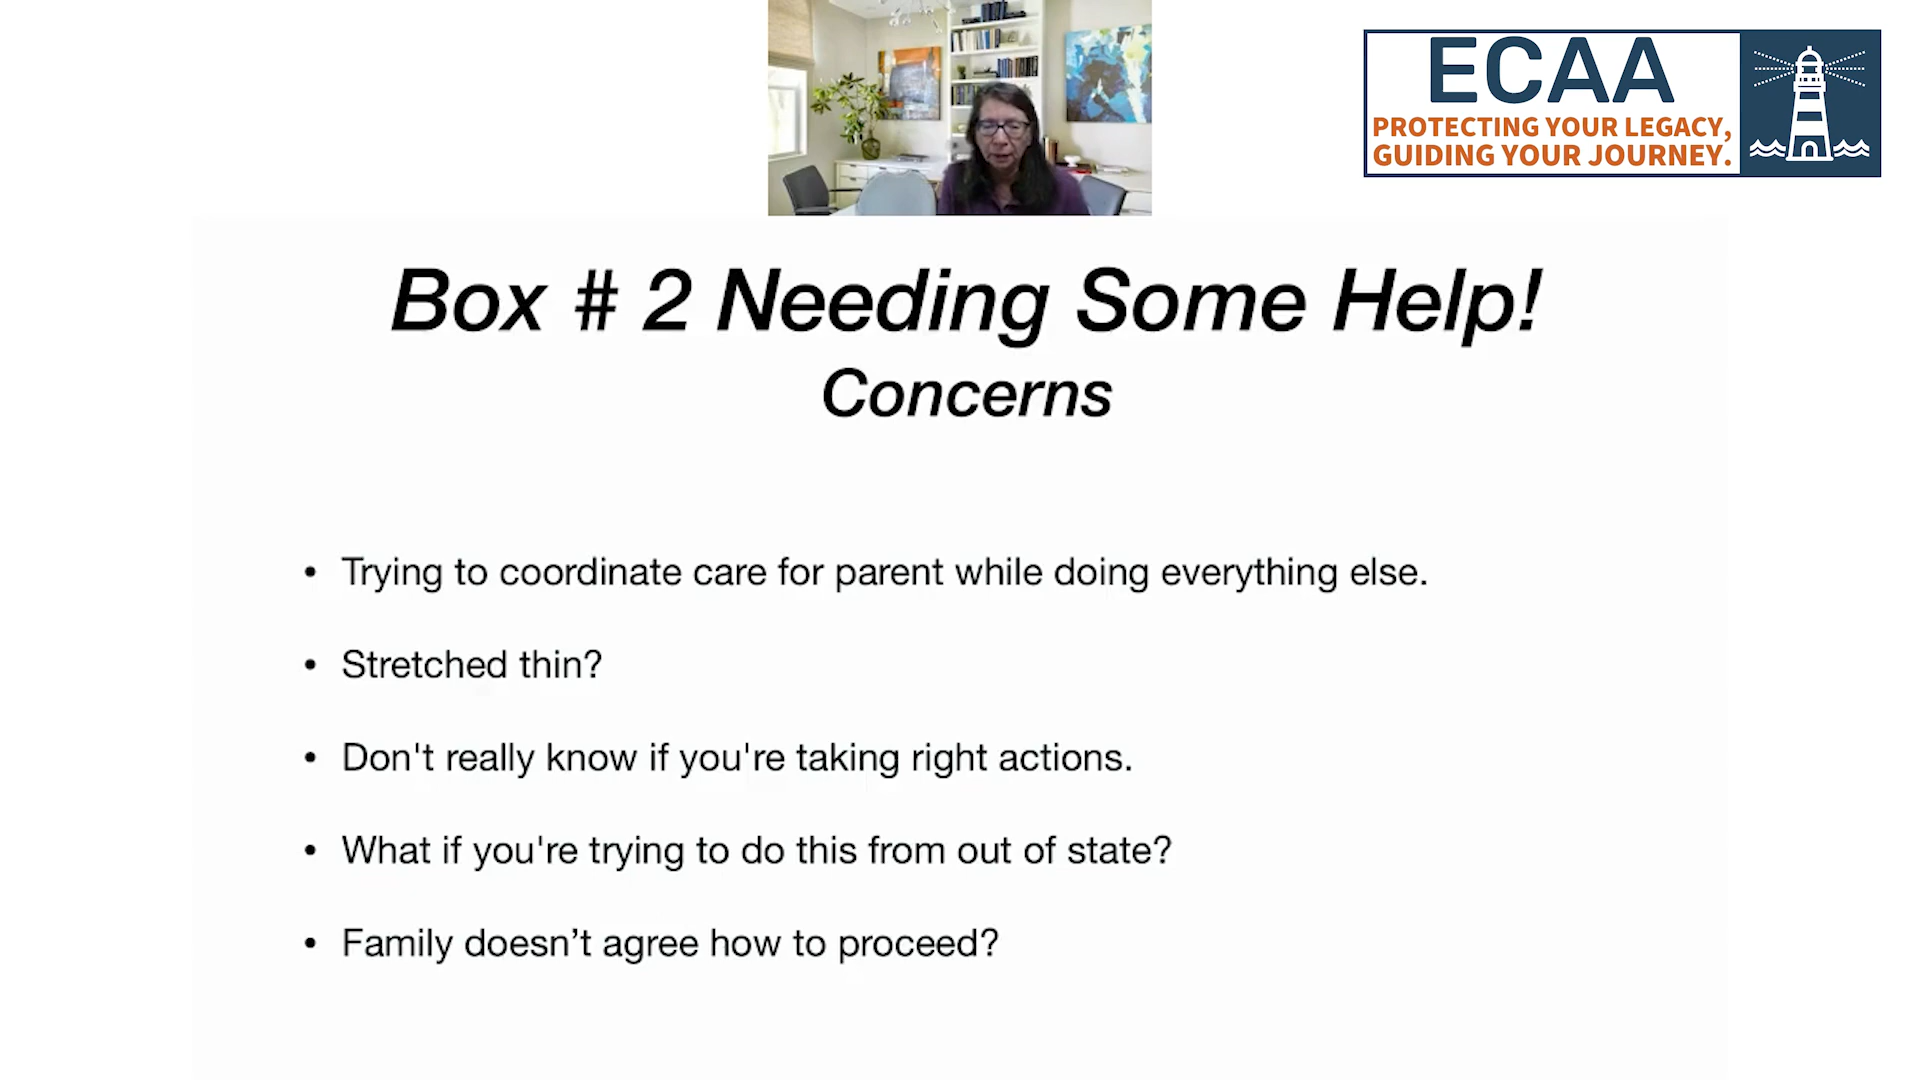 ECAA
PROTECTING YOUR LEGACY,
GUIDING YOUR JOURNEY.
Box # 2 Needing Some Help!
Concerns
• Trying to coordinate care for parent while doing everything else.
• Stretched thin?
• Don't really know if you're taking right actions.
• What if you're trying to do this from out of state?
• Family doesn’t agree how to proceed?